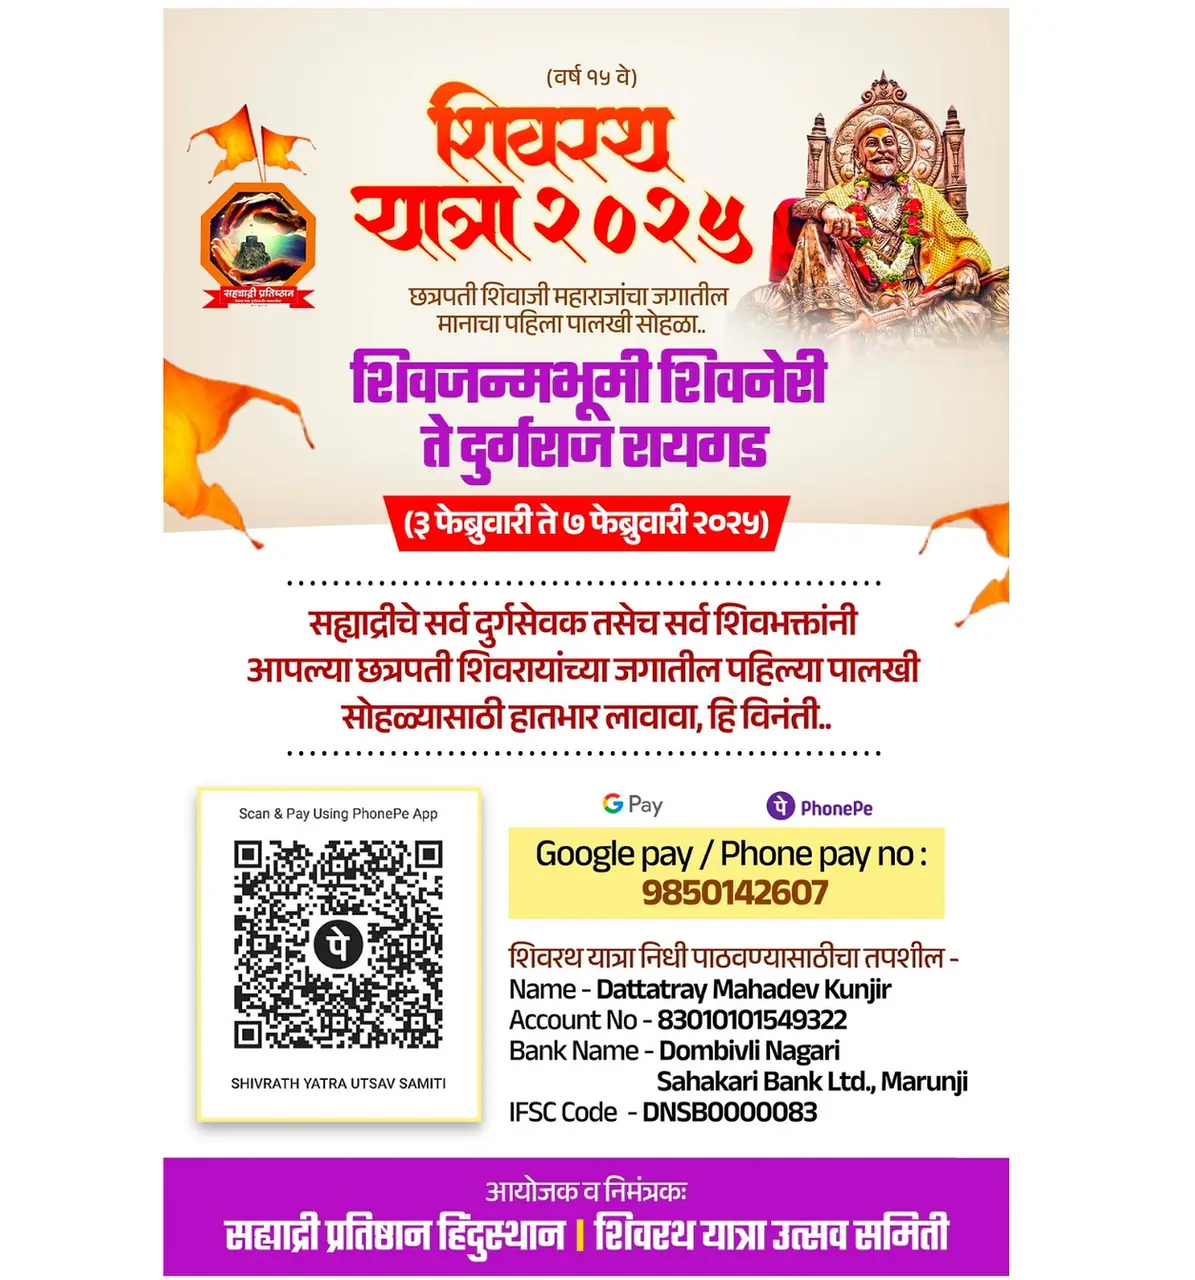 (वर्ष १५ वे)
शिवरथ
यात्रा २०२५
सह्याद्री प्रतिष्ठान
छत्रपती शिवाजी महाराजांचा जगातील
मानाचा पहिला पालखी सोहळा..
शिवजन्मभूमी शिवनेरी
ते दुर्गराज रायगड
(३ फेब्रुवारी ते ७ फेब्रुवारी २०२५)
सह्याद्रीचे सर्व दुर्गसेवक तसेच सर्व शिवभक्तांनी
आपल्या छत्रपती शिवरायांच्या जगातील पहिल्या पालखी
सोहळ्यासाठी हातभार लावावा, हि विनंती..
Scan & Pay Using PhonePe App
पे
SHIVRATH YATRA UTSAV SAMITI
G Pay
पे PhonePe
Google pay / Phone pay no :
9850142607
शिवरथ यात्रा निधी पाठवण्यासाठीचा तपशील -
Name - Dattatray Mahadev Kunjir
Account No - 83010101549322
Bank Name - Dombivli Nagari
Sahakari Bank Ltd., Marunji
IFSC Code - DNSB0000083
आयोजक व निमंत्रकः
सह्याद्री प्रतिष्ठान हिंदुस्थान | शिवरथ यात्रा उत्सव समिती